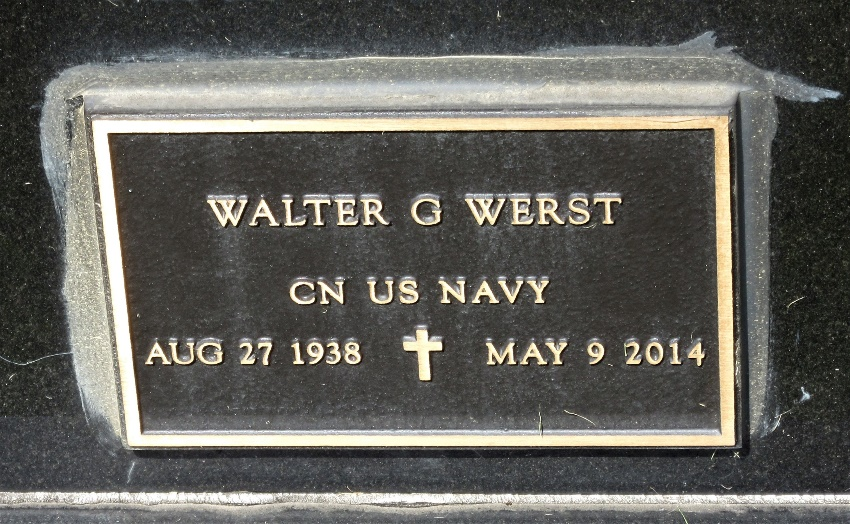 WALTER G WERST
CN US NAVY
AUG 27 1938 MAY 9 2014